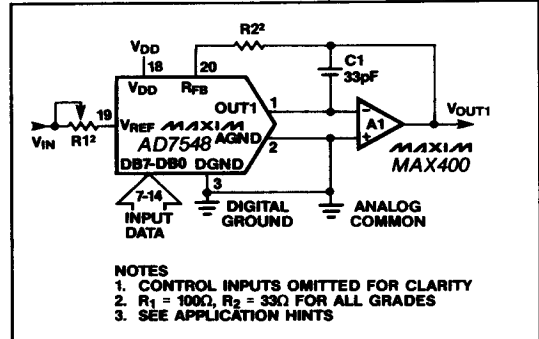 R2²
VDD
18
20
C1
33pF
VDD
RFB
OUT1
1
19
VREF
MAXIM
AGND
2
A1
VOUT1
VIN
R1²
AD7548
MAXIM
MAX400
DB7-DB0
DGND
7-14
3
INPUT
DATA
DIGITAL
GROUND
ANALOG
COMMON
NOTES
1. CONTROL INPUTS OMITTED FOR CLARITY
2. R1 = 100Ω, R2 = 33Ω FOR ALL GRADES
3. SEE APPLICATION HINTS